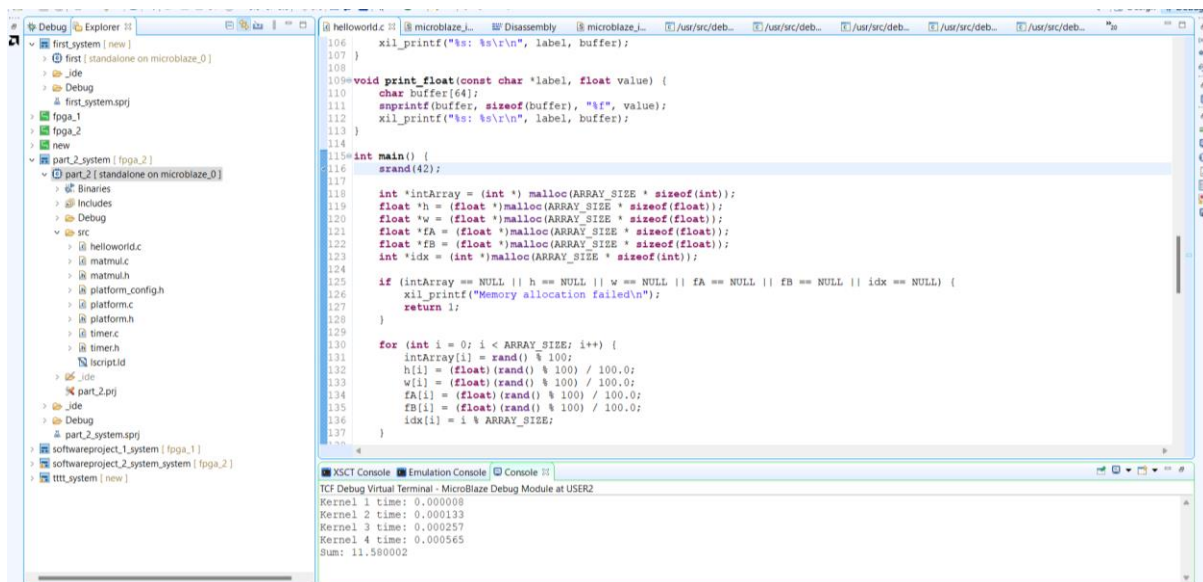 Debug Explorer
first_system [ new ]
first [ standalone on microblaze_0 ]
_ide
Debug
first_system.sprj
fpga_1
fpga_2
new
part_2_system [ fpga_2 ]
part_2 [ standalone on microblaze_0 ]
Binaries
Includes
Debug
src
helloworld.c
matmul.c
matmul.h
platform_config.h
platform.c
platform.h
timer.c
timer.h
lscript.ld
_ide
part_2.prj
_ide
Debug
part_2_system.sprj
softwareproject_1_system [ fpga_1 ]
softwareproject_2_system_system [ fpga_2 ]
tttt_system [ new ]
helloworld.c microblaze_i... Disassembly microblaze_i... /usr/src/deb... /usr/src/deb... /usr/src/deb... /usr/src/deb... /usr/src/deb... »20
106 xil_printf("%s: %s\r\n", label, buffer);
107 }
108
109 void print_float(const char *label, float value) {
110 char buffer[64];
111 snprintf(buffer, sizeof(buffer), "%f", value);
112 xil_printf("%s: %s\r\n", label, buffer);
113 }
114
115 int main() {
116 srand(42);
117
118 int *intArray = (int *) malloc(ARRAY_SIZE * sizeof(int));
119 float *h = (float *)malloc(ARRAY_SIZE * sizeof(float));
120 float *w = (float *)malloc(ARRAY_SIZE * sizeof(float));
121 float *fA = (float *)malloc(ARRAY_SIZE * sizeof(float));
122 float *fB = (float *)malloc(ARRAY_SIZE * sizeof(float));
123 int *idx = (int *)malloc(ARRAY_SIZE * sizeof(int));
124
125 if (intArray == NULL || h == NULL || w == NULL || fA == NULL || fB == NULL || idx == NULL) {
126 xil_printf("Memory allocation failed\n");
127 return 1;
128 }
129
130 for (int i = 0; i < ARRAY_SIZE; i++) {
131 intArray[i] = rand() % 100;
132 h[i] = (float)(rand() % 100) / 100.0;
133 w[i] = (float)(rand() % 100) / 100.0;
134 fA[i] = (float)(rand() % 100) / 100.0;
135 fB[i] = (float)(rand() % 100) / 100.0;
136 idx[i] = i % ARRAY_SIZE;
137 }
XSCT Console Emulation Console Console
TCF Debug Virtual Terminal - MicroBlaze Debug Module at USER2
Kernel 1 time: 0.000008
Kernel 2 time: 0.000133
Kernel 3 time: 0.000257
Kernel 4 time: 0.000565
Sum: 11.580002